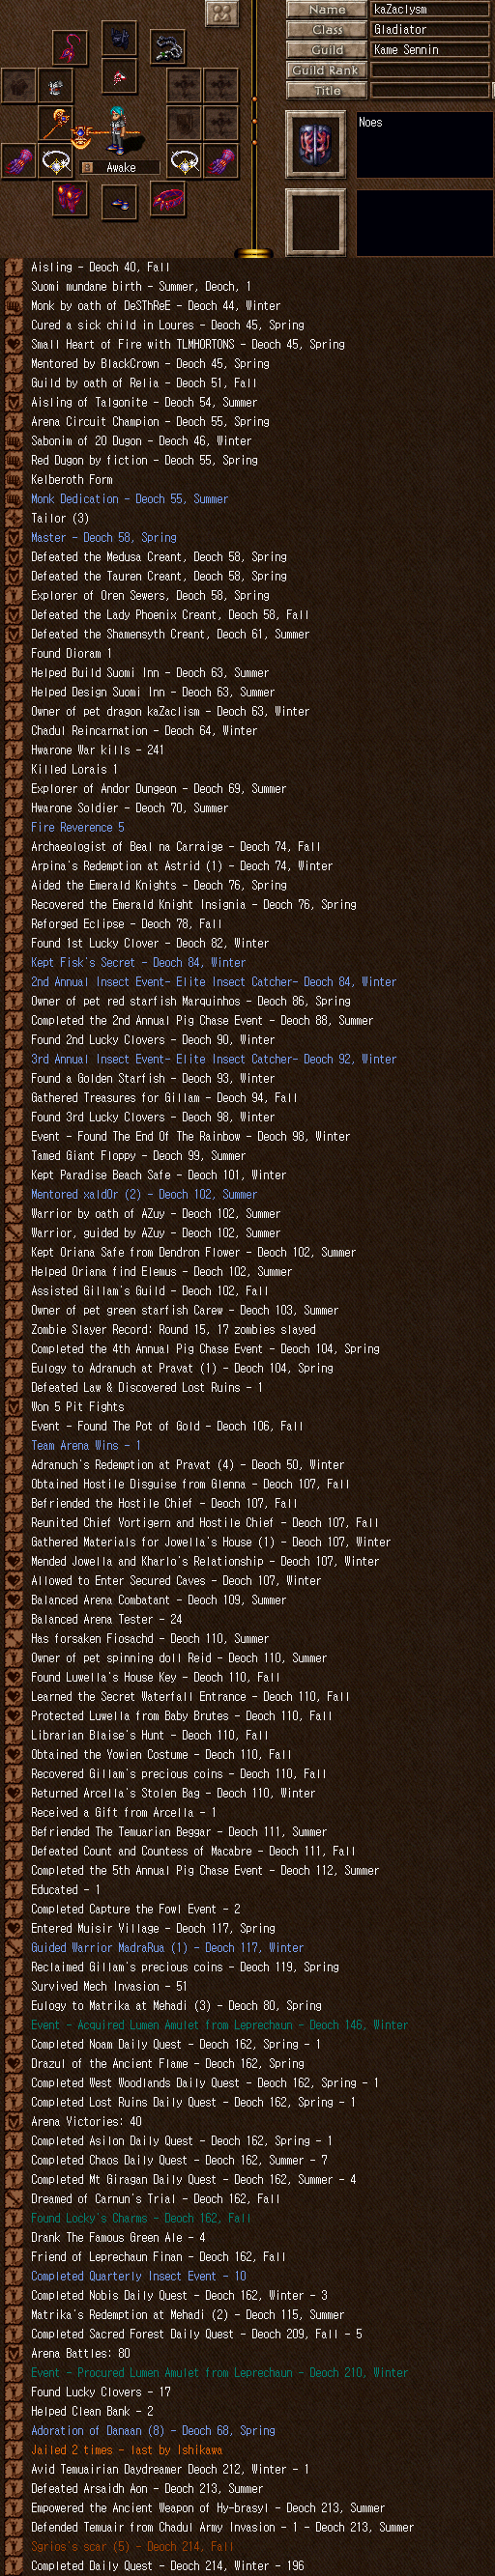 Name
kaZaclysm
Class
Gladiator
Guild
Kame Sennin
Guild Rank
Title
Noes
Awake
Aisling - Deoch 40, Fall
Suomi mundane birth - Summer, Deoch, 1
Monk by oath of DeSThReE - Deoch 44, Winter
Cured a sick child in Loures - Deoch 45, Spring
Small Heart of Fire with TLMHORTONS - Deoch 45, Spring
Mentored by BlackCrown - Deoch 45, Spring
Guild by oath of Relia - Deoch 51, Fall
Aisling of Talgonite - Deoch 54, Summer
Arena Circuit Champion - Deoch 55, Spring
Sabonim of 20 Dugon - Deoch 46, Winter
Red Dugon by fiction - Deoch 55, Spring
Kelberoth Form
Monk Dedication - Deoch 55, Summer
Tailor (3)
Master - Deoch 58, Spring
Defeated the Medusa Creant, Deoch 58, Spring
Defeated the Tauren Creant, Deoch 58, Spring
Explorer of Oren Sewers, Deoch 58, Spring
Defeated the Lady Phoenix Creant, Deoch 58, Fall
Defeated the Shamensyth Creant, Deoch 61, Summer
Found Dioram 1
Helped Build Suomi Inn - Deoch 63, Summer
Helped Design Suomi Inn - Deoch 63, Summer
Owner of pet dragon kaZaclism - Deoch 63, Winter
Chadul Reincarnation - Deoch 64, Winter
Hwarone War kills - 241
Killed Lorais 1
Explorer of Andor Dungeon - Deoch 69, Summer
Hwarone Soldier - Deoch 70, Summer
Fire Reverence 5
Archaeologist of Beal na Carraige - Deoch 74, Fall
Arpina's Redemption at Astrid (1) - Deoch 74, Winter
Aided the Emerald Knights - Deoch 76, Spring
Recovered the Emerald Knight Insignia - Deoch 76, Spring
Reforged Eclipse - Deoch 78, Fall
Found 1st Lucky Clover - Deoch 82, Winter
Kept Fisk's Secret - Deoch 84, Winter
2nd Annual Insect Event- Elite Insect Catcher- Deoch 84, Winter
Owner of pet red starfish Marquinhos - Deoch 86, Spring
Completed the 2nd Annual Pig Chase Event - Deoch 88, Summer
Found 2nd Lucky Clovers - Deoch 90, Winter
3rd Annual Insect Event- Elite Insect Catcher- Deoch 92, Winter
Found a Golden Starfish - Deoch 93, Winter
Gathered Treasures for Gillam - Deoch 94, Fall
Found 3rd Lucky Clovers - Deoch 98, Winter
Event - Found The End Of The Rainbow - Deoch 98, Winter
Tamed Giant Floppy - Deoch 99, Summer
Kept Paradise Beach Safe - Deoch 101, Winter
Mentored xaldOr (2) - Deoch 102, Summer
Warrior by oath of AZuy - Deoch 102, Summer
Warrior, guided by AZuy - Deoch 102, Summer
Kept Oriana Safe from Dendron Flower - Deoch 102, Summer
Helped Oriana find Elemus - Deoch 102, Summer
Assisted Gillam's Guild - Deoch 102, Fall
Owner of pet green starfish Carew - Deoch 103, Summer
Zombie Slayer Record: Round 15, 17 zombies slayed
Completed the 4th Annual Pig Chase Event - Deoch 104, Spring
Eulogy to Adranuch at Pravat (1) - Deoch 104, Spring
Defeated Law & Discovered Lost Ruins - 1
Won 5 Pit Fights
Event - Found The Pot of Gold - Deoch 106, Fall
Team Arena Wins - 1
Adranuch's Redemption at Pravat (4) - Deoch 50, Winter
Obtained Hostile Disguise from Glenna - Deoch 107, Fall
Befriended the Hostile Chief - Deoch 107, Fall
Reunited Chief Vortigern and Hostile Chief - Deoch 107, Fall
Gathered Materials for Jowella's House (1) - Deoch 107, Winter
Mended Jowella and Kharlo's Relationship - Deoch 107, Winter
Allowed to Enter Secured Caves - Deoch 107, Winter
Balanced Arena Combatant - Deoch 109, Summer
Balanced Arena Tester - 24
Has forsaken Fiosachd - Deoch 110, Summer
Owner of pet spinning doll Reid - Deoch 110, Summer
Found Luwella's House Key - Deoch 110, Fall
Learned the Secret Waterfall Entrance - Deoch 110, Fall
Protected Luwella from Baby Brutes - Deoch 110, Fall
Librarian Blaise's Hunt - Deoch 110, Fall
Obtained the Yowien Costume - Deoch 110, Fall
Recovered Gillam's precious coins - Deoch 110, Fall
Returned Arcella's Stolen Bag - Deoch 110, Winter
Received a Gift from Arcella - 1
Befriended The Temuarian Beggar - Deoch 111, Summer
Defeated Count and Countess of Macabre - Deoch 111, Fall
Completed the 5th Annual Pig Chase Event - Deoch 112, Summer
Educated - 1
Completed Capture the Fowl Event - 2
Entered Muisir Village - Deoch 117, Spring
Guided Warrior MadraRua (1) - Deoch 117, Winter
Reclaimed Gillam's precious coins - Deoch 119, Spring
Survived Mech Invasion - 51
Eulogy to Matrika at Mehadi (3) - Deoch 80, Spring
Event - Acquired Lumen Amulet from Leprechaun - Deoch 146, Winter
Completed Noam Daily Quest - Deoch 162, Spring - 1
Drazul of the Ancient Flame - Deoch 162, Spring
Completed West Woodlands Daily Quest - Deoch 162, Spring - 1
Completed Lost Ruins Daily Quest - Deoch 162, Spring - 1
Arena Victories: 40
Completed Asilon Daily Quest - Deoch 162, Spring - 1
Completed Chaos Daily Quest - Deoch 162, Summer - 7
Completed Mt Giragan Daily Quest - Deoch 162, Summer - 4
Dreamed of Carnun's Trial - Deoch 162, Fall
Found Locky's Charms - Deoch 162, Fall
Drank The Famous Green Ale - 4
Friend of Leprechaun Finan - Deoch 162, Fall
Completed Quarterly Insect Event - 10
Completed Nobis Daily Quest - Deoch 162, Winter - 3
Matrika's Redemption at Mehadi (2) - Deoch 115, Summer
Completed Sacred Forest Daily Quest - Deoch 209, Fall - 5
Arena Battles: 80
Event - Procured Lumen Amulet from Leprechaun - Deoch 210, Winter
Found Lucky Clovers - 17
Helped Clean Bank - 2
Adoration of Danaan (8) - Deoch 68, Spring
Jailed 2 times - last by Ishikawa
Avid Temuairian Daydreamer Deoch 212, Winter - 1
Defeated Arsaidh Aon - Deoch 213, Summer
Empowered the Ancient Weapon of Hy-brasyl - Deoch 213, Summer
Defended Temuair from Chadul Army Invasion - 1 - Deoch 213, Summer
Sgrios's scar (5) - Deoch 214, Fall
Completed Daily Quest - Deoch 214, Winter - 196